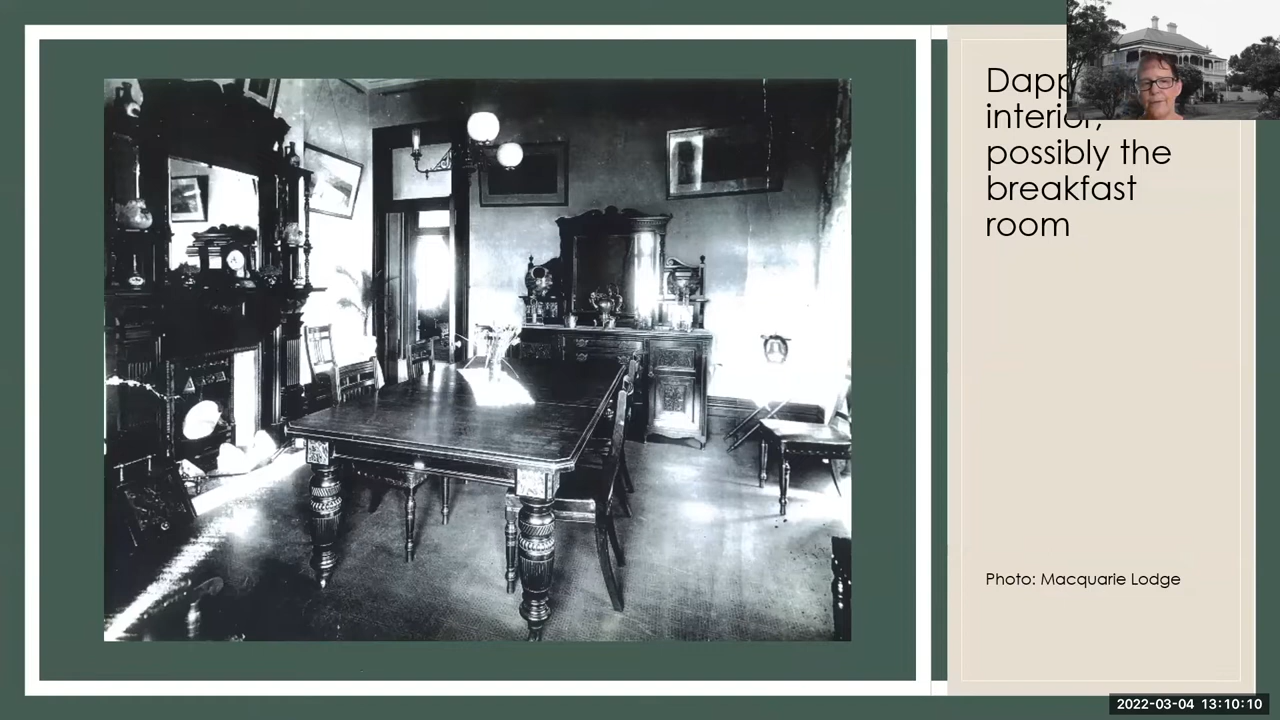 interior,
possibly the
breakfast
room
Photo: Macquarie Lodge
2022-03-04 13:10:10